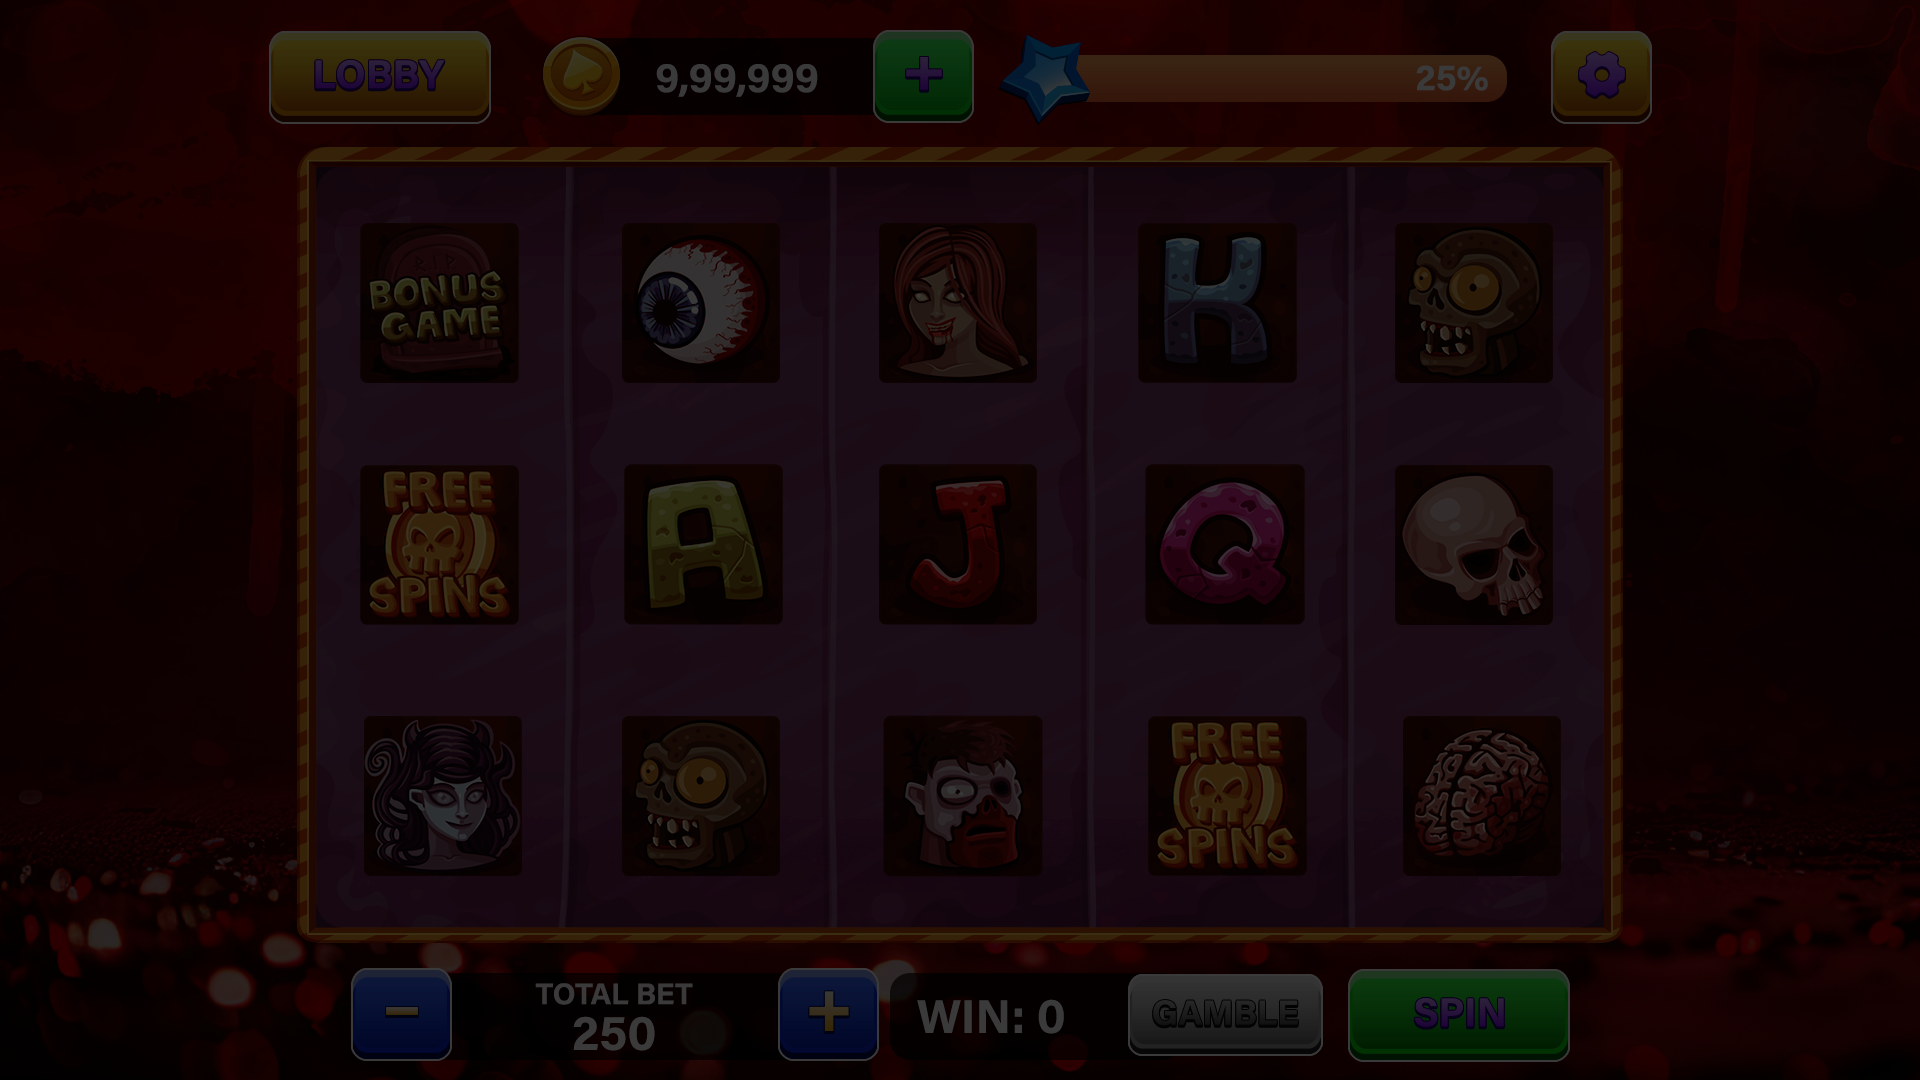 LOBBY
9,99,999
+
25%
BONUS
GAME
K
FREE
SPINS
A
J
Q
FREE
SPINS
−
TOTAL BET
250
+
WIN: 0
GAMBLE
SPIN